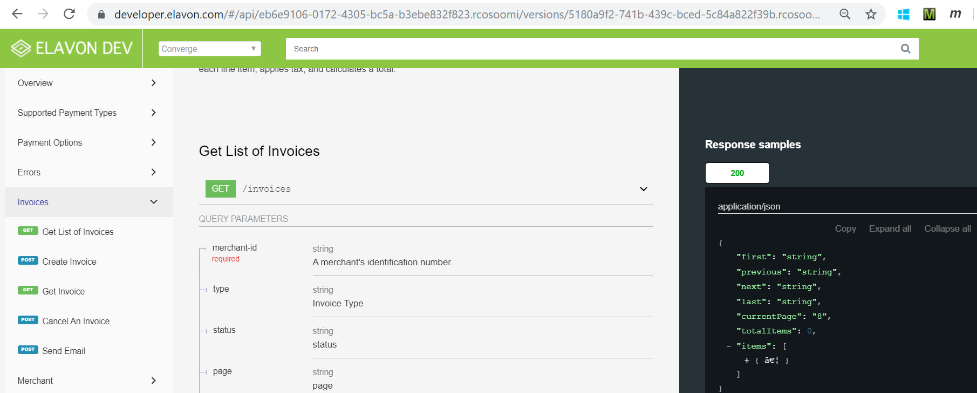 developer.elavon.com/#/api/eb6e9106-0172-4305-bc5a-b3ebe832f823.rcosoomi/versions/5180a9f2-741b-439c-bced-5c84a822f39b.rcosoo...
M m
ELAVON DEV
Converge
Search
each line item, applies tax, and calculates a total.
Overview
Supported Payment Types
Payment Options
Errors
Invoices
GET Get List of Invoices
POST Create Invoice
GET Get Invoice
POST Cancel An Invoice
POST Send Email
Merchant
Get List of Invoices
GET /invoices
QUERY PARAMETERS
merchant-id string
required A merchant's identification number
type string
Invoice Type
status string
status
page string
page
Response samples
200
application/json
Copy Expand all Collapse all
{
"first": "string",
"previous": "string",
"next": "string",
"last": "string",
"currentPage": "0",
"totalItems": 0,
− "items": [
+ { â€¦ }
]
}